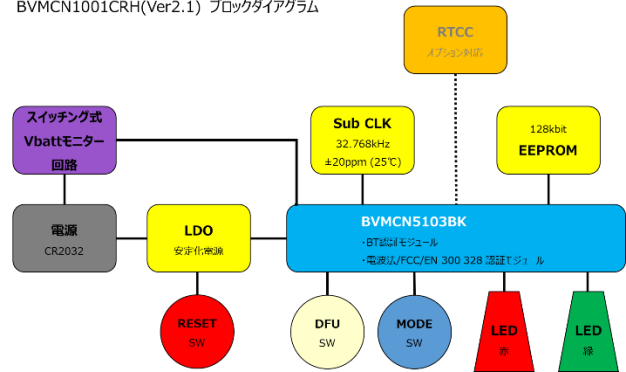 BVMCN1001CRH(Ver2.1) ブロックダイアグラム
RTCC
オプション対応
スイッチング式
Vbattモニター
回路
Sub CLK
32.768kHz
±20ppm (25℃)
128kbit
EEPROM
電源
CR2032
LDO
安定化電源
BVMCN5103BK
・BT認証モジュール
・電波法/FCC/EN 300 328 認証モジュール
RESET
SW
DFU
SW
MODE
SW
LED
赤
LED
緑